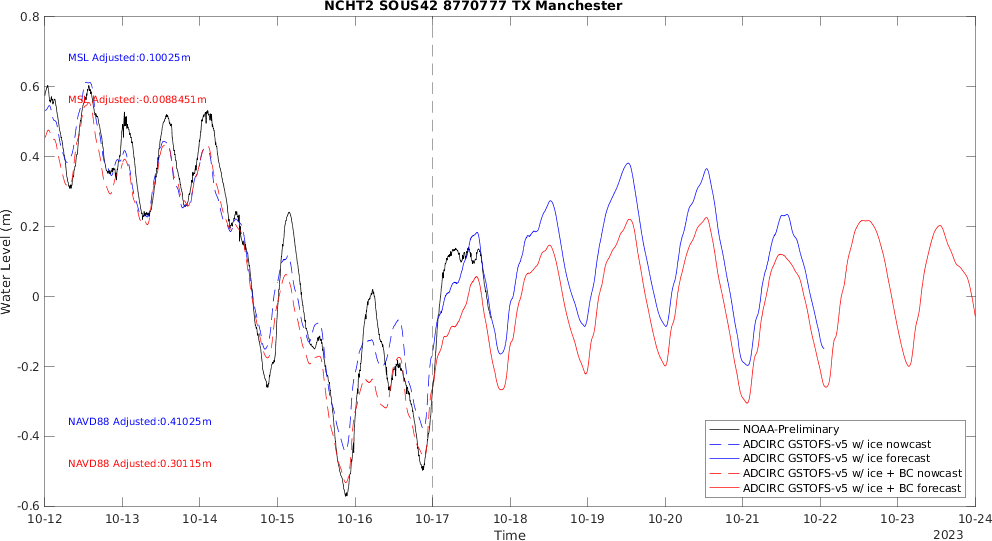 NCHT2 SOUS42 8770777 TX Manchester
0.8
MSL Adjusted:0.10025m
0.6
MSL Adjusted:-0.0088451m
0.4
0.2
Water Level (m)
0
-0.2
NAVD88 Adjusted:0.41025m
-0.4
NAVD88 Adjusted:0.30115m
-0.6
NOAA-Preliminary
ADCIRC GSTOFS-v5 w/ ice nowcast
ADCIRC GSTOFS-v5 w/ ice forecast
ADCIRC GSTOFS-v5 w/ ice + BC nowcast
ADCIRC GSTOFS-v5 w/ ice + BC forecast
10-12 10-13 10-14 10-15 10-16 10-17 10-18 10-19 10-20 10-21 10-22 10-23 10-24
Time
2023